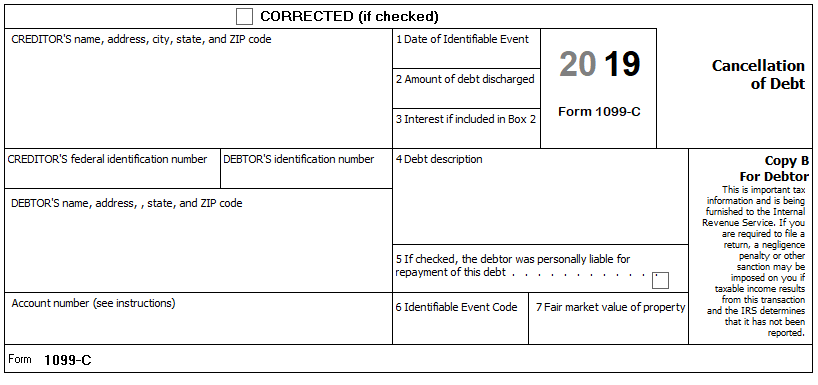 CORRECTED (if checked)
CREDITOR'S name, address, city, state, and ZIP code
1 Date of Identifiable Event
2 Amount of debt discharged
3 Interest if included in Box 2
2019
Form 1099-C
Cancellation
of Debt
CREDITOR'S federal identification number
DEBTOR'S identification number
4 Debt description
Copy B
For Debtor
This is important tax
information and is being
furnished to the Internal
Revenue Service. If you
are required to file a
return, a negligence
penalty or other
sanction may be
imposed on you if
taxable income results
from this transaction
and the IRS determines
that it has not been
reported.
DEBTOR'S name, address, , state, and ZIP code
5 If checked, the debtor was personally liable for
repayment of this debt . . . . . . . . . . . .
Account number (see instructions)
6 Identifiable Event Code
7 Fair market value of property
Form 1099-C